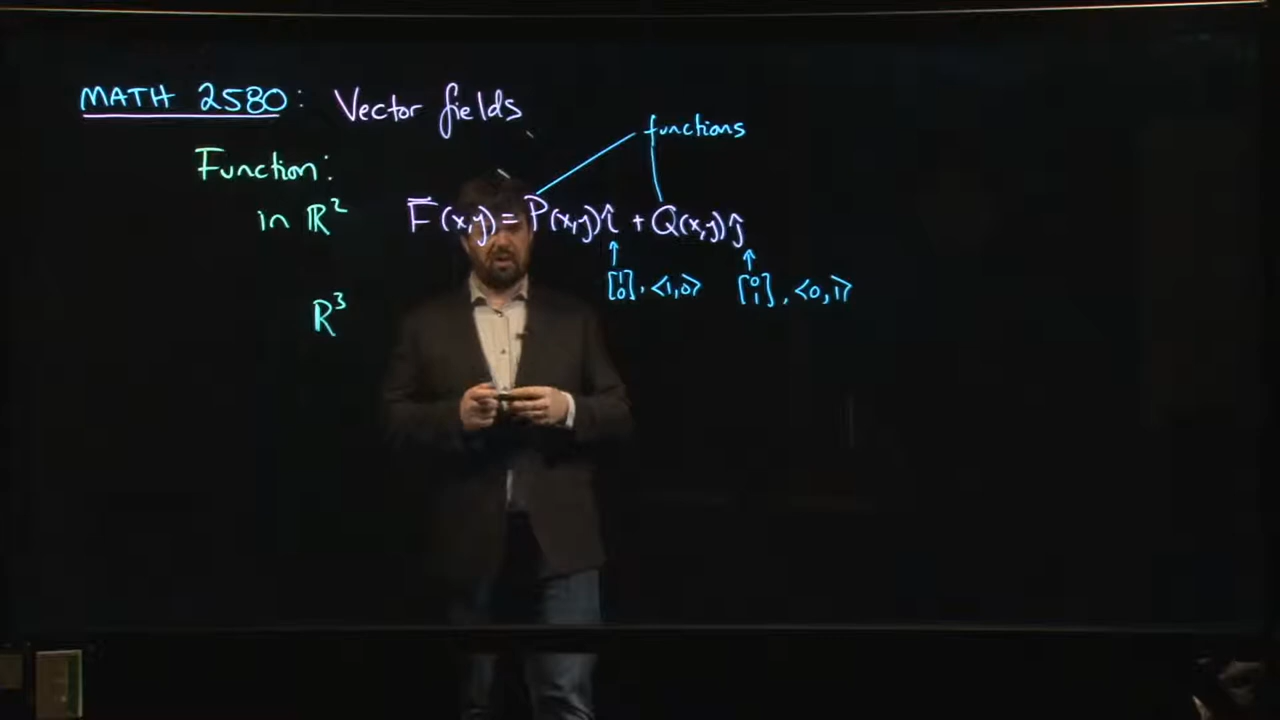 MATH 2580: Vector fields
functions
Function:
in ℝ² F̅(x,y) = P(x,y)î + Q(x,y)ĵ
[1 0], <1,0> [0 1], <0,1>
ℝ³